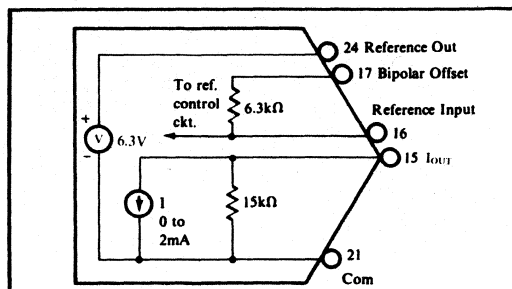 24 Reference Out
17 Bipolar Offset
To ref.
control
ckt.
6.3kΩ
Reference Input
16
+
V
6.3V
–
15 IOUT
1
0 to
2mA
15kΩ
21
Com